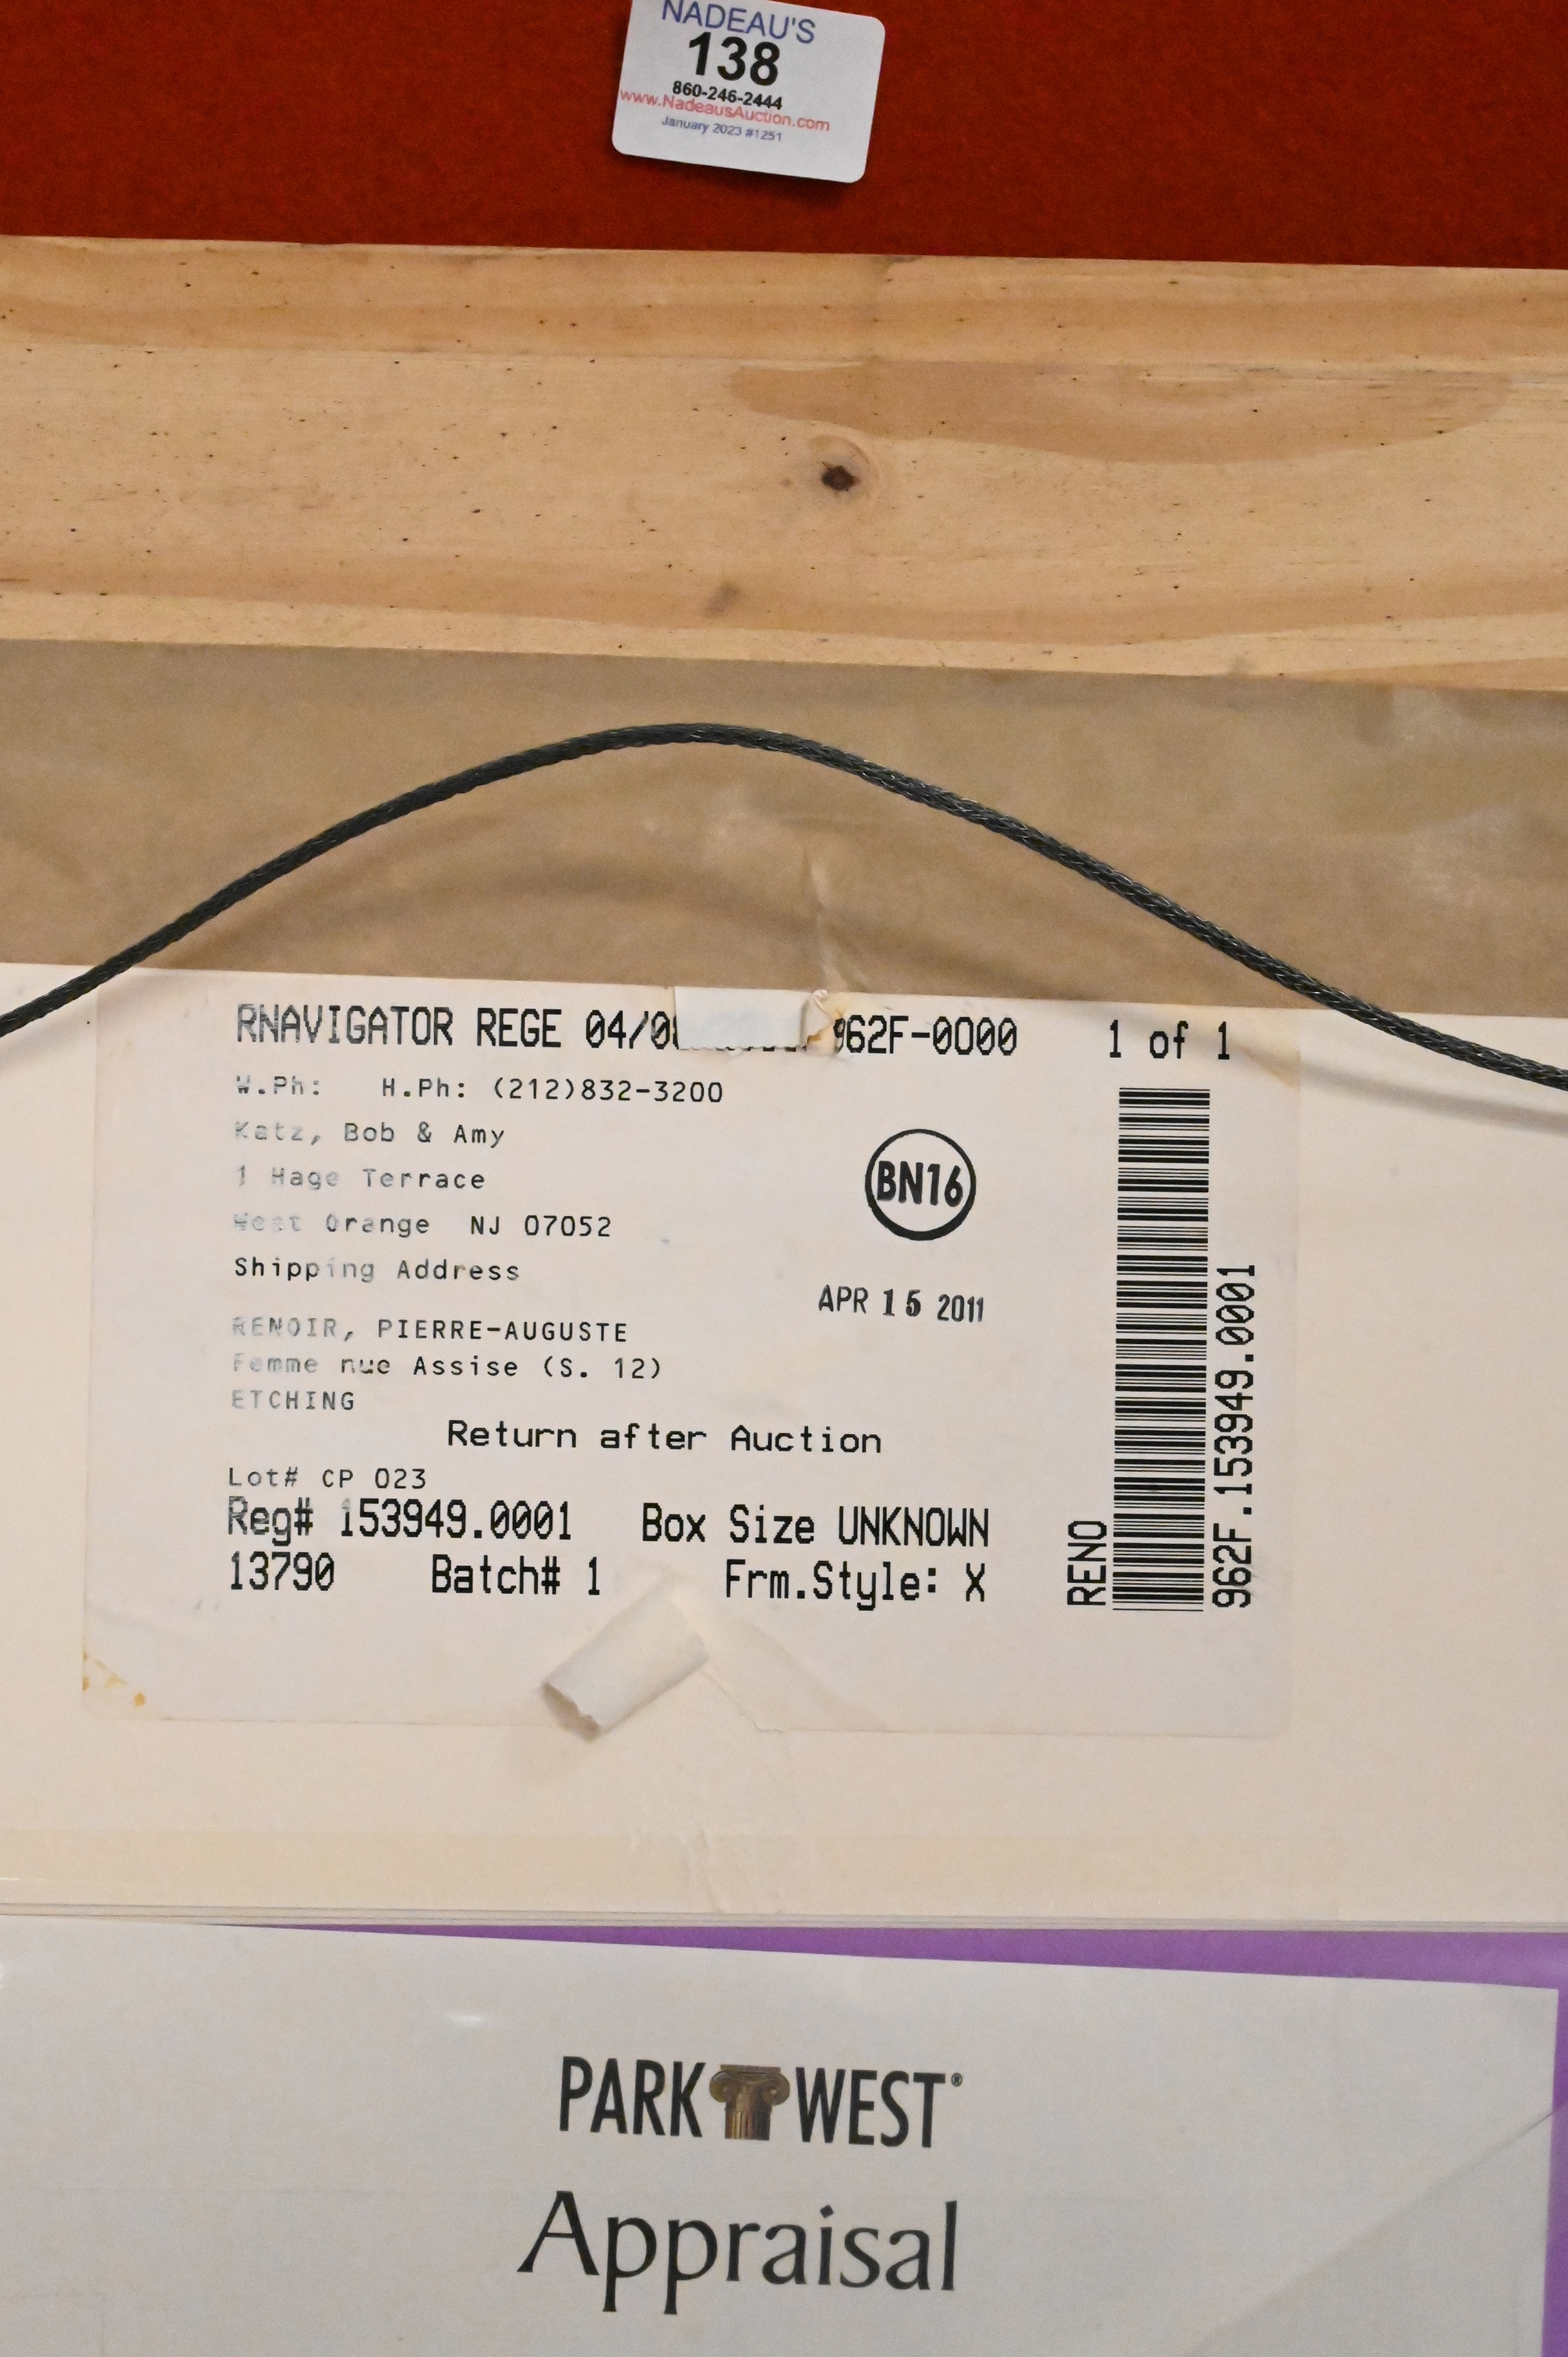 NADEAU'S
138
860-246-2444
www.NadeausAuction.com
January 2023 #1251
RNAVIGATOR REGE 04/0 962F-0000 1 of 1
W.Ph: H.Ph: (212)832-3200
Katz, Bob & Amy
1 Hage Terrace
West Orange NJ 07052
Shipping Address
BN16
APR 15 2011
RENOIR, PIERRE-AUGUSTE
Femme nue Assise (S. 12)
ETCHING
Return after Auction
Lot# CP 023
Reg# 153949.0001 Box Size UNKNOWN
13790 Batch# 1 Frm.Style: X
RENO
962F.153949.0001
PARK WEST®
Appraisal